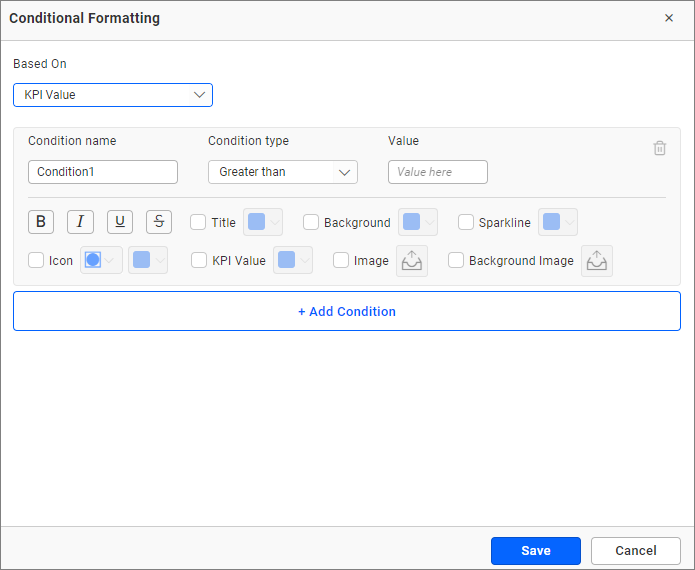 Conditional Formatting
Based On
KPI Value
Condition name
Condition type
Value
Condition1
Greater than
Value here
B
I
U
S
Title
Background
Sparkline
Icon
KPI Value
Image
Background Image
+ Add Condition
Save
Cancel